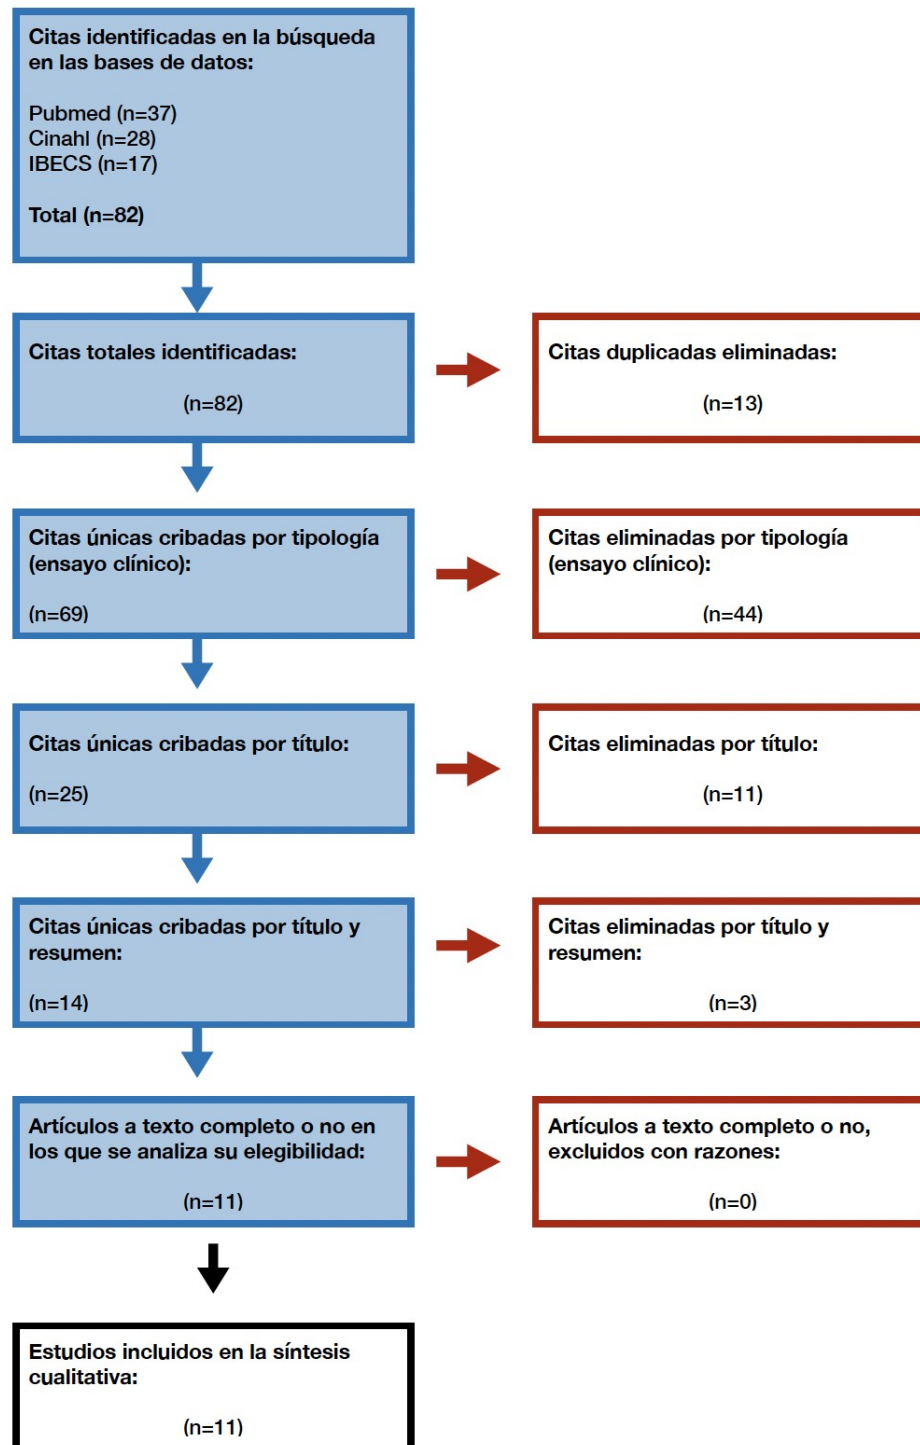 Citas identificadas en la búsqueda
en las bases de datos:
Pubmed (n=37)
Cinahl (n=28)
IBECS (n=17)
Total (n=82)
Citas totales identificadas:
(n=82)
Citas duplicadas eliminadas:
(n=13)
Citas únicas cribadas por tipología
(ensayo clínico):
(n=69)
Citas eliminadas por tipología
(ensayo clínico):
(n=44)
Citas únicas cribadas por título:
(n=25)
Citas eliminadas por título:
(n=11)
Citas únicas cribadas por título y
resumen:
(n=14)
Citas eliminadas por título y
resumen:
(n=3)
Artículos a texto completo o no en
los que se analiza su elegibilidad:
(n=11)
Artículos a texto completo o no,
excluidos con razones:
(n=0)
Estudios incluidos en la síntesis
cualitativa:
(n=11)